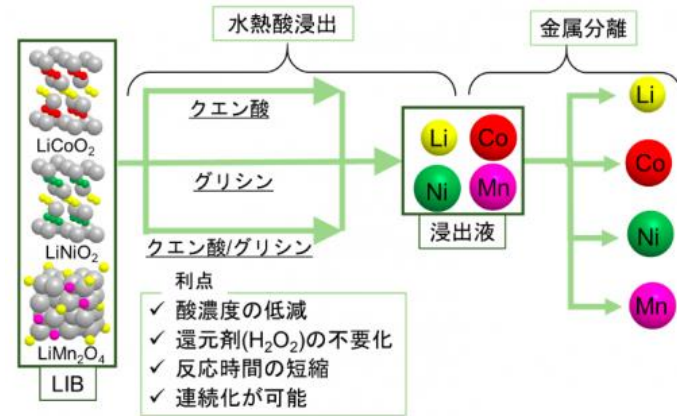 水熱酸浸出
金属分離
LiCoO₂
LiNiO₂
LiMn₂O₄
LIB
クエン酸
グリシン
クエン酸/グリシン
Li
Co
Ni
Mn
浸出液
Li
Co
Ni
Mn
利点
✓ 酸濃度の低減
✓ 還元剤(H₂O₂)の不要化
✓ 反応時間の短縮
✓ 連続化が可能